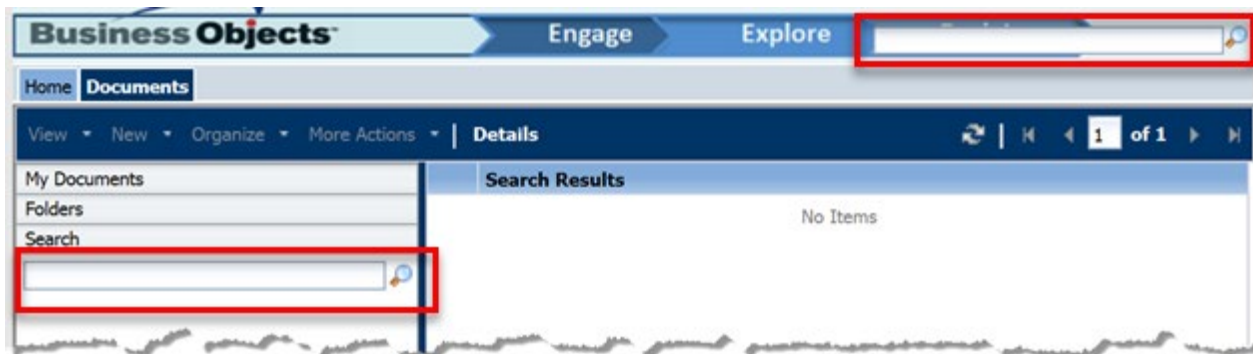 Business Objects Engage Explore
Home Documents
View New Organize More Actions | Details 1 of 1
My Documents Search Results
Folders No Items
Search